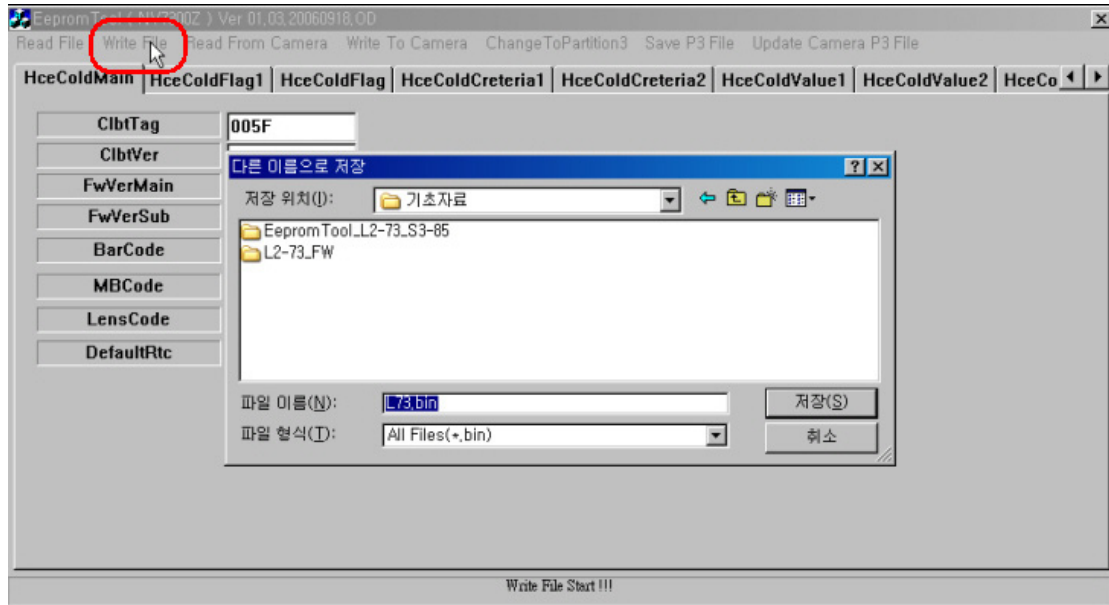 EepromTool ( NV7300Z ) Ver 01,03,20060918,OD
Read File Write File Read From Camera Write To Camera ChangeToPartition3 Save P3 File Update Camera P3 File
HceColdMain HceColdFlag1 HceColdFlag HceColdCreteria1 HceColdCreteria2 HceColdValue1 HceColdValue2 HceCo
ClbtTag 005F
ClbtVer
FwVerMain
FwVerSub
BarCode
MBCode
LensCode
DefaultRtc
다른 이름으로 저장
저장 위치(I): 기초자료
EepromTool_L2-73_S3-85
L2-73_FW
파일 이름(N): L73,bin 저장(S)
파일 형식(T): All Files(*,bin) 취소
Write File Start !!!